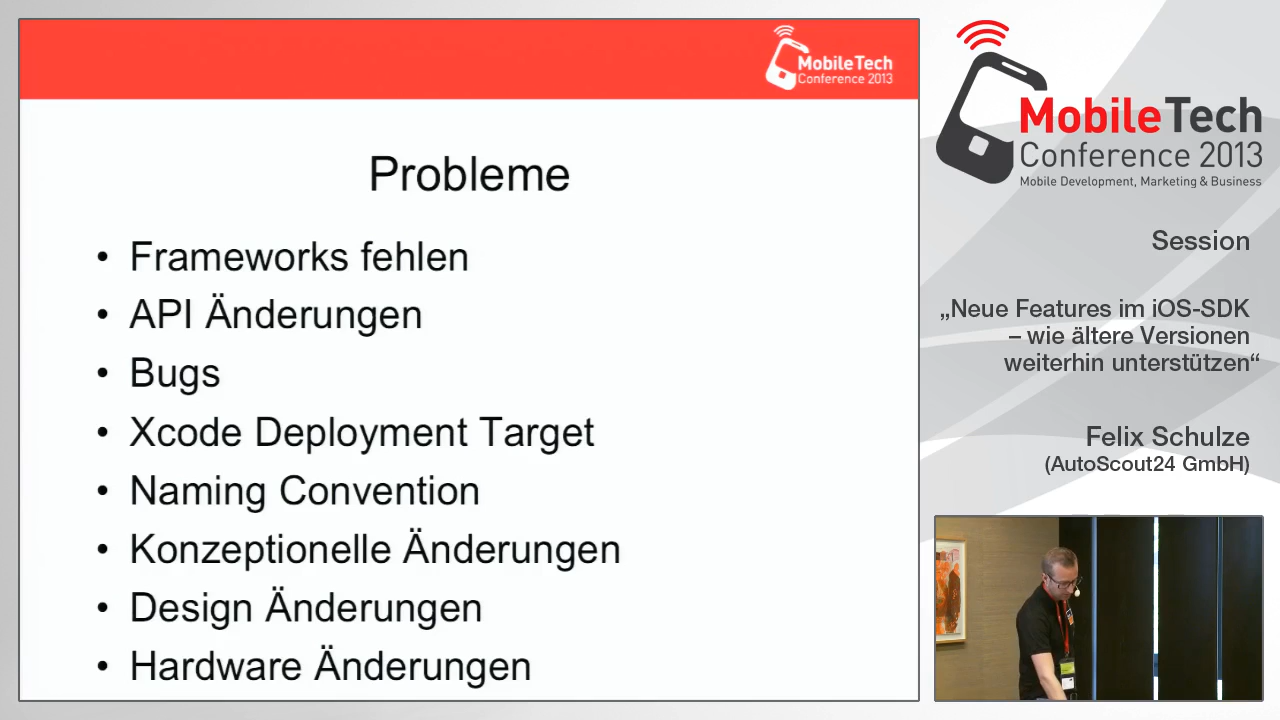 MobileTech
Conference 2013
Probleme
• Frameworks fehlen
• API Änderungen
• Bugs
• Xcode Deployment Target
• Naming Convention
• Konzeptionelle Änderungen
• Design Änderungen
• Hardware Änderungen
MobileTech
Conference 2013
Mobile Development, Marketing & Business
Session
„Neue Features im iOS-SDK
– wie ältere Versionen
weiterhin unterstützen“
Felix Schulze
(AutoScout24 GmbH)